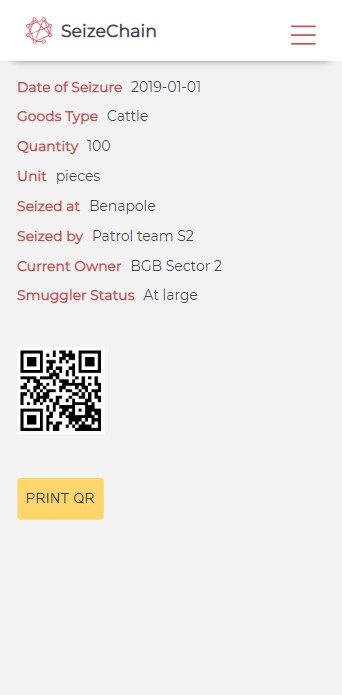 SeizeChain
Date of Seizure 2019-01-01
Goods Type Cattle
Quantity 100
Unit pieces
Seized at Benapole
Seized by Patrol team S2
Current Owner BGB Sector 2
Smuggler Status At large
PRINT QR